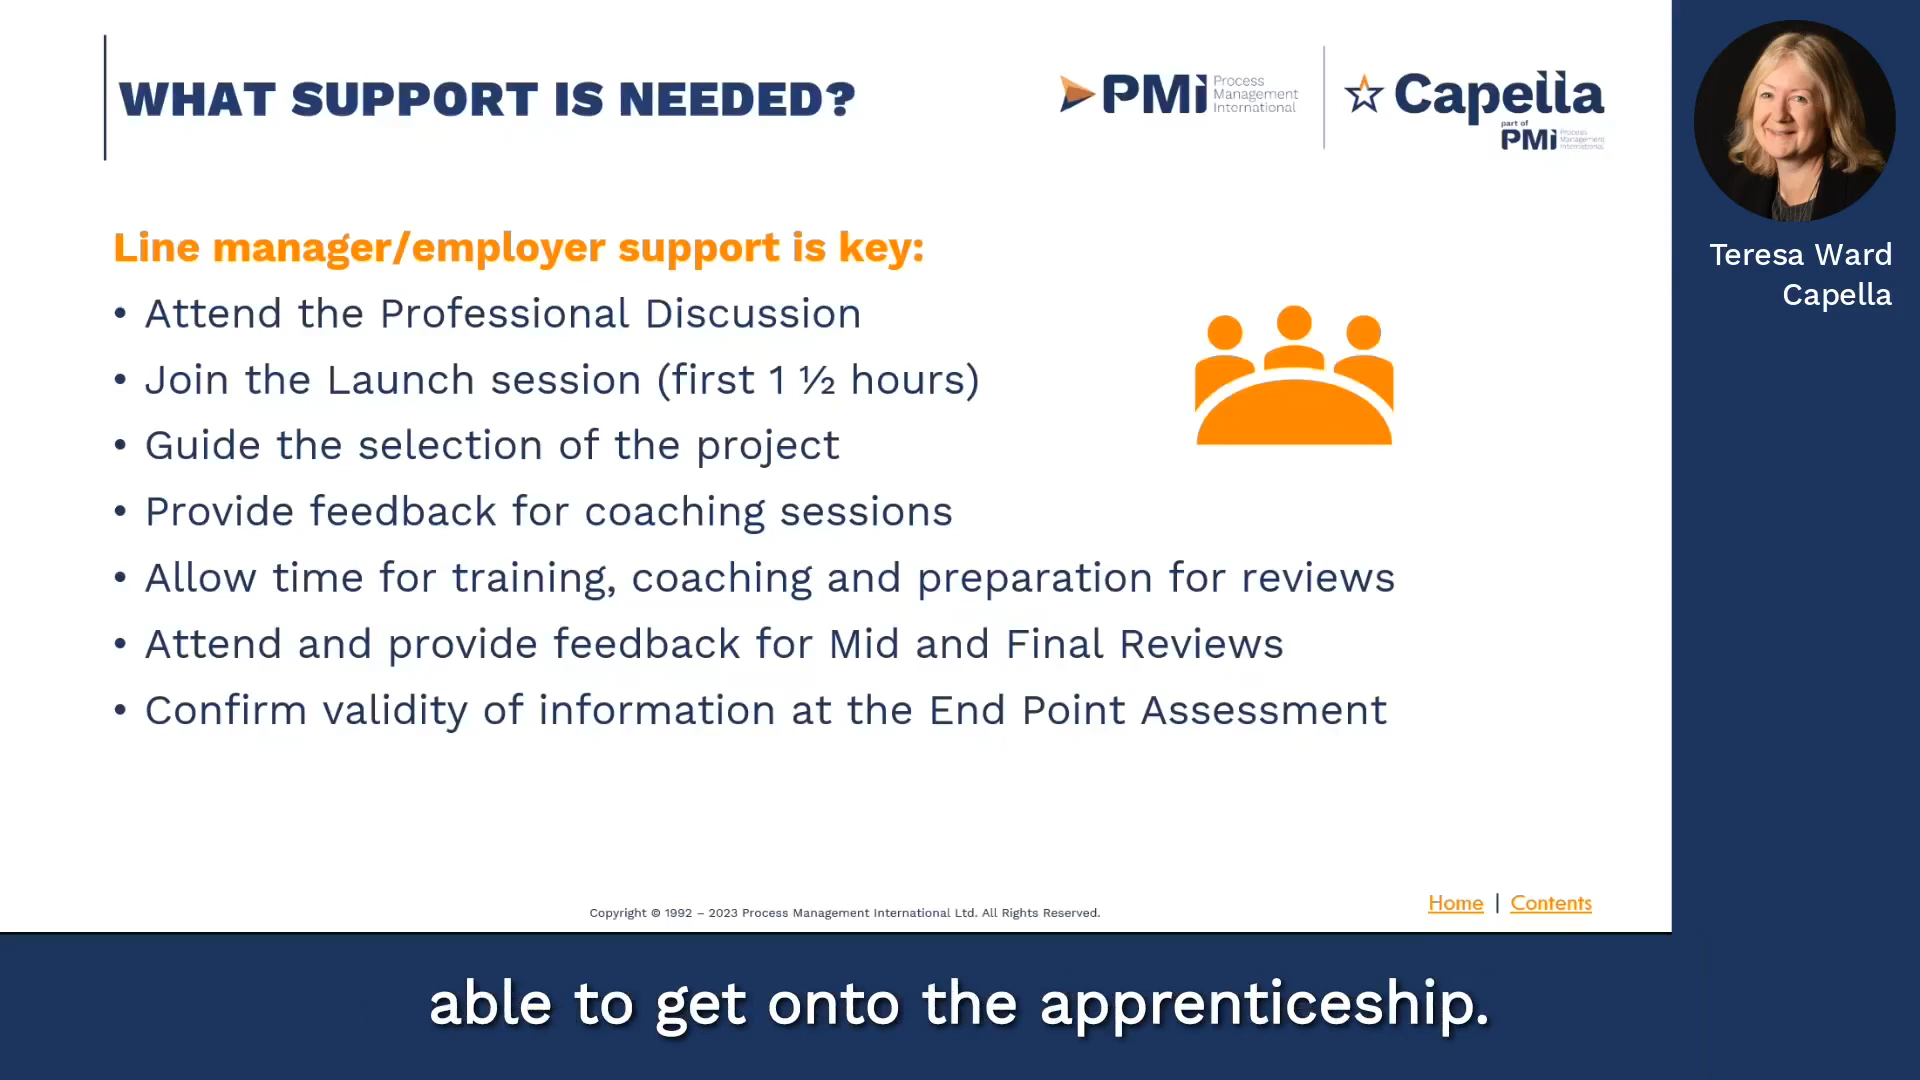 WHAT SUPPORT IS NEEDED?
PMi Process
Management
International
Capella
part of
PMi Process
Management
International
Teresa Ward
Capella
Line manager/employer support is key:
• Attend the Professional Discussion
• Join the Launch session (first 1 ½ hours)
• Guide the selection of the project
• Provide feedback for coaching sessions
• Allow time for training, coaching and preparation for reviews
• Attend and provide feedback for Mid and Final Reviews
• Confirm validity of information at the End Point Assessment
Home | Contents
Copyright © 1992 – 2023 Process Management International Ltd. All Rights Reserved.
able to get onto the apprenticeship.